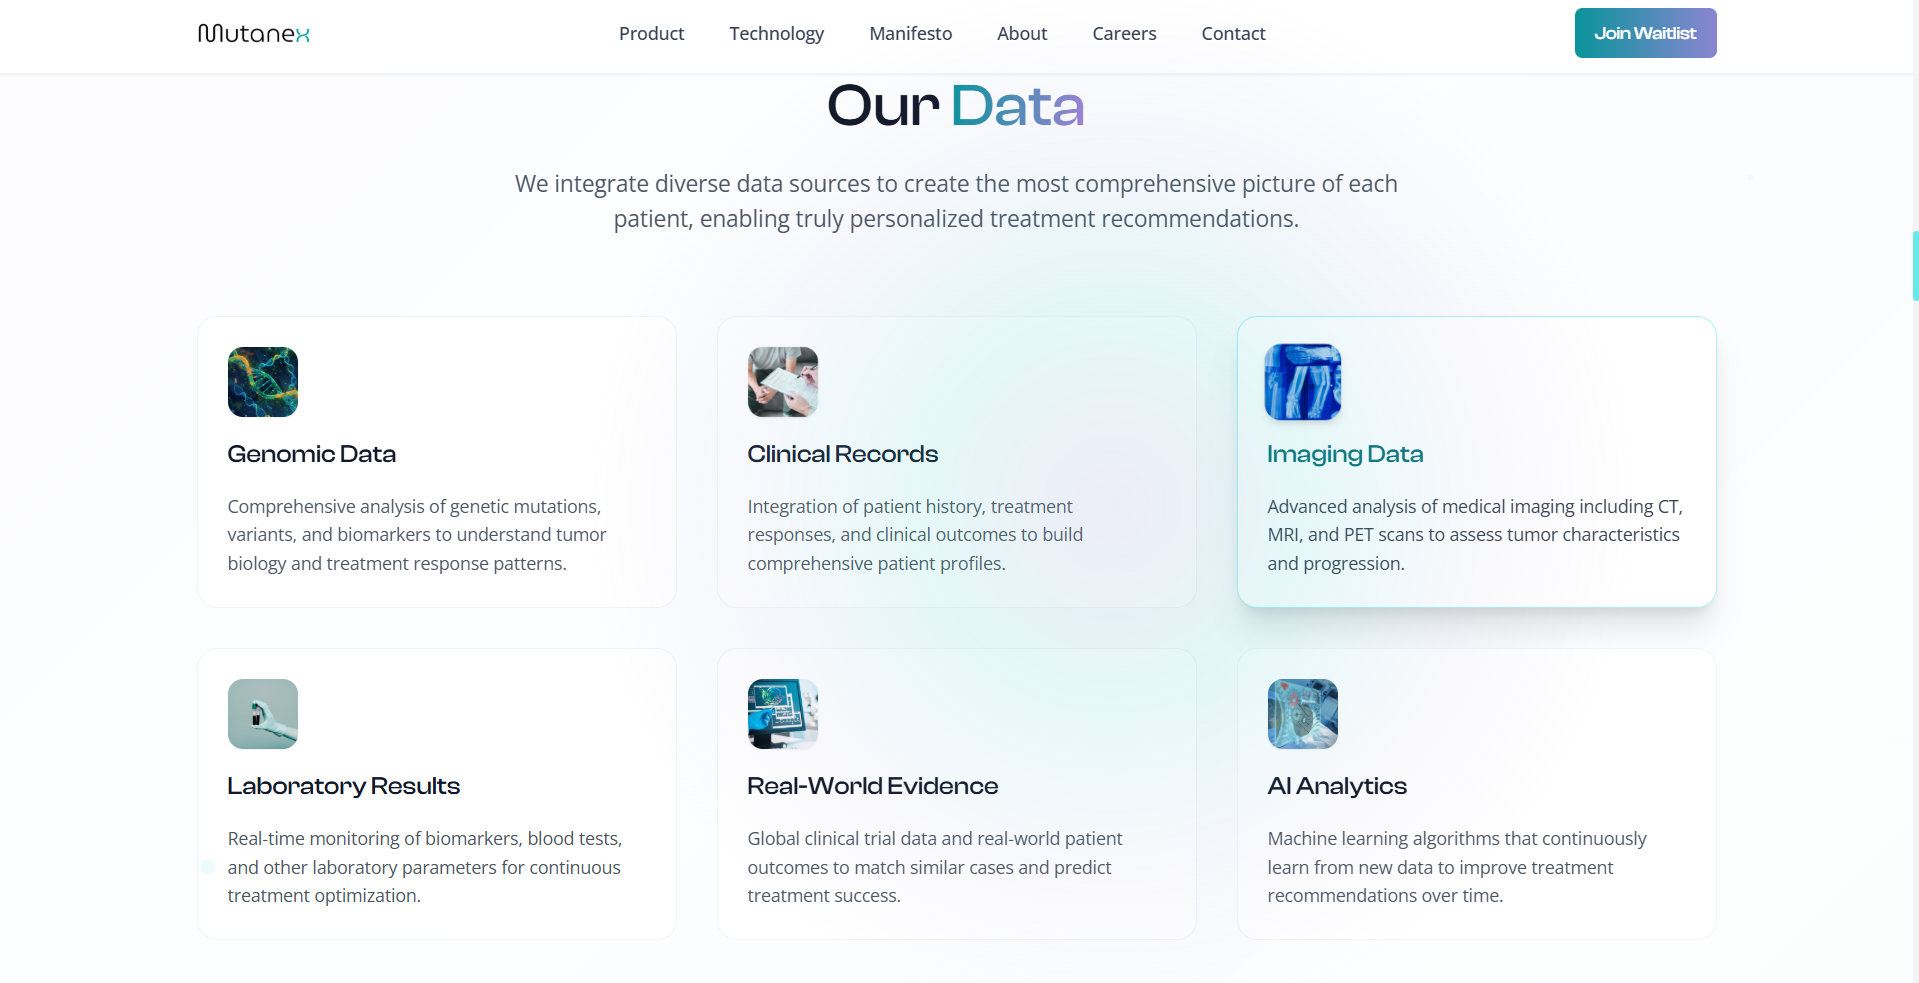 Mutanex
Product
Technology
Manifesto
About
Careers
Contact
Join Waitlist
Our Data
We integrate diverse data sources to create the most comprehensive picture of each
patient, enabling truly personalized treatment recommendations.
Genomic Data
Comprehensive analysis of genetic mutations,
variants, and biomarkers to understand tumor
biology and treatment response patterns.
Clinical Records
Integration of patient history, treatment
responses, and clinical outcomes to build
comprehensive patient profiles.
Imaging Data
Advanced analysis of medical imaging including CT,
MRI, and PET scans to assess tumor characteristics
and progression.
Laboratory Results
Real-time monitoring of biomarkers, blood tests,
and other laboratory parameters for continuous
treatment optimization.
Real-World Evidence
Global clinical trial data and real-world patient
outcomes to match similar cases and predict
treatment success.
AI Analytics
Machine learning algorithms that continuously
learn from new data to improve treatment
recommendations over time.